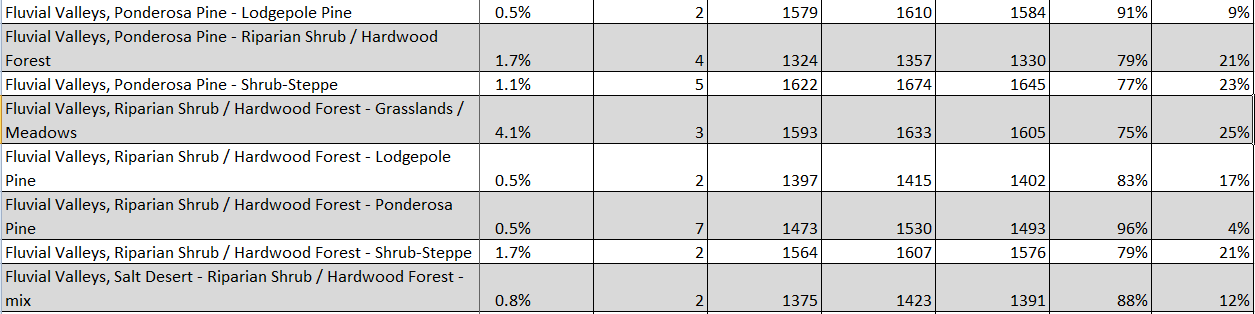 Fluvial Valleys, Ponderosa Pine - Lodgepole Pine 0.5% 2 1579 1610 1584 91% 9%
Fluvial Valleys, Ponderosa Pine - Riparian Shrub / Hardwood
Forest 1.7% 4 1324 1357 1330 79% 21%
Fluvial Valleys, Ponderosa Pine - Shrub-Steppe 1.1% 5 1622 1674 1645 77% 23%
Fluvial Valleys, Riparian Shrub / Hardwood Forest - Grasslands /
Meadows 4.1% 3 1593 1633 1605 75% 25%
Fluvial Valleys, Riparian Shrub / Hardwood Forest - Lodgepole
Pine 0.5% 2 1397 1415 1402 83% 17%
Fluvial Valleys, Riparian Shrub / Hardwood Forest - Ponderosa
Pine 0.5% 7 1473 1530 1493 96% 4%
Fluvial Valleys, Riparian Shrub / Hardwood Forest - Shrub-Steppe 1.7% 2 1564 1607 1576 79% 21%
Fluvial Valleys, Salt Desert - Riparian Shrub / Hardwood Forest -
mix 0.8% 2 1375 1423 1391 88% 12%